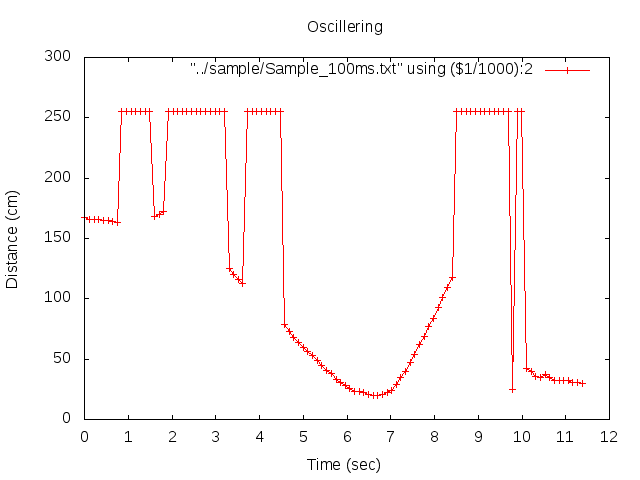 Oscillering
"../sample/Sample_100ms.txt" using ($1/1000):2
300
250
200
150
100
50
0
Distance (cm)
0 1 2 3 4 5 6 7 8 9 10 11 12
Time (sec)